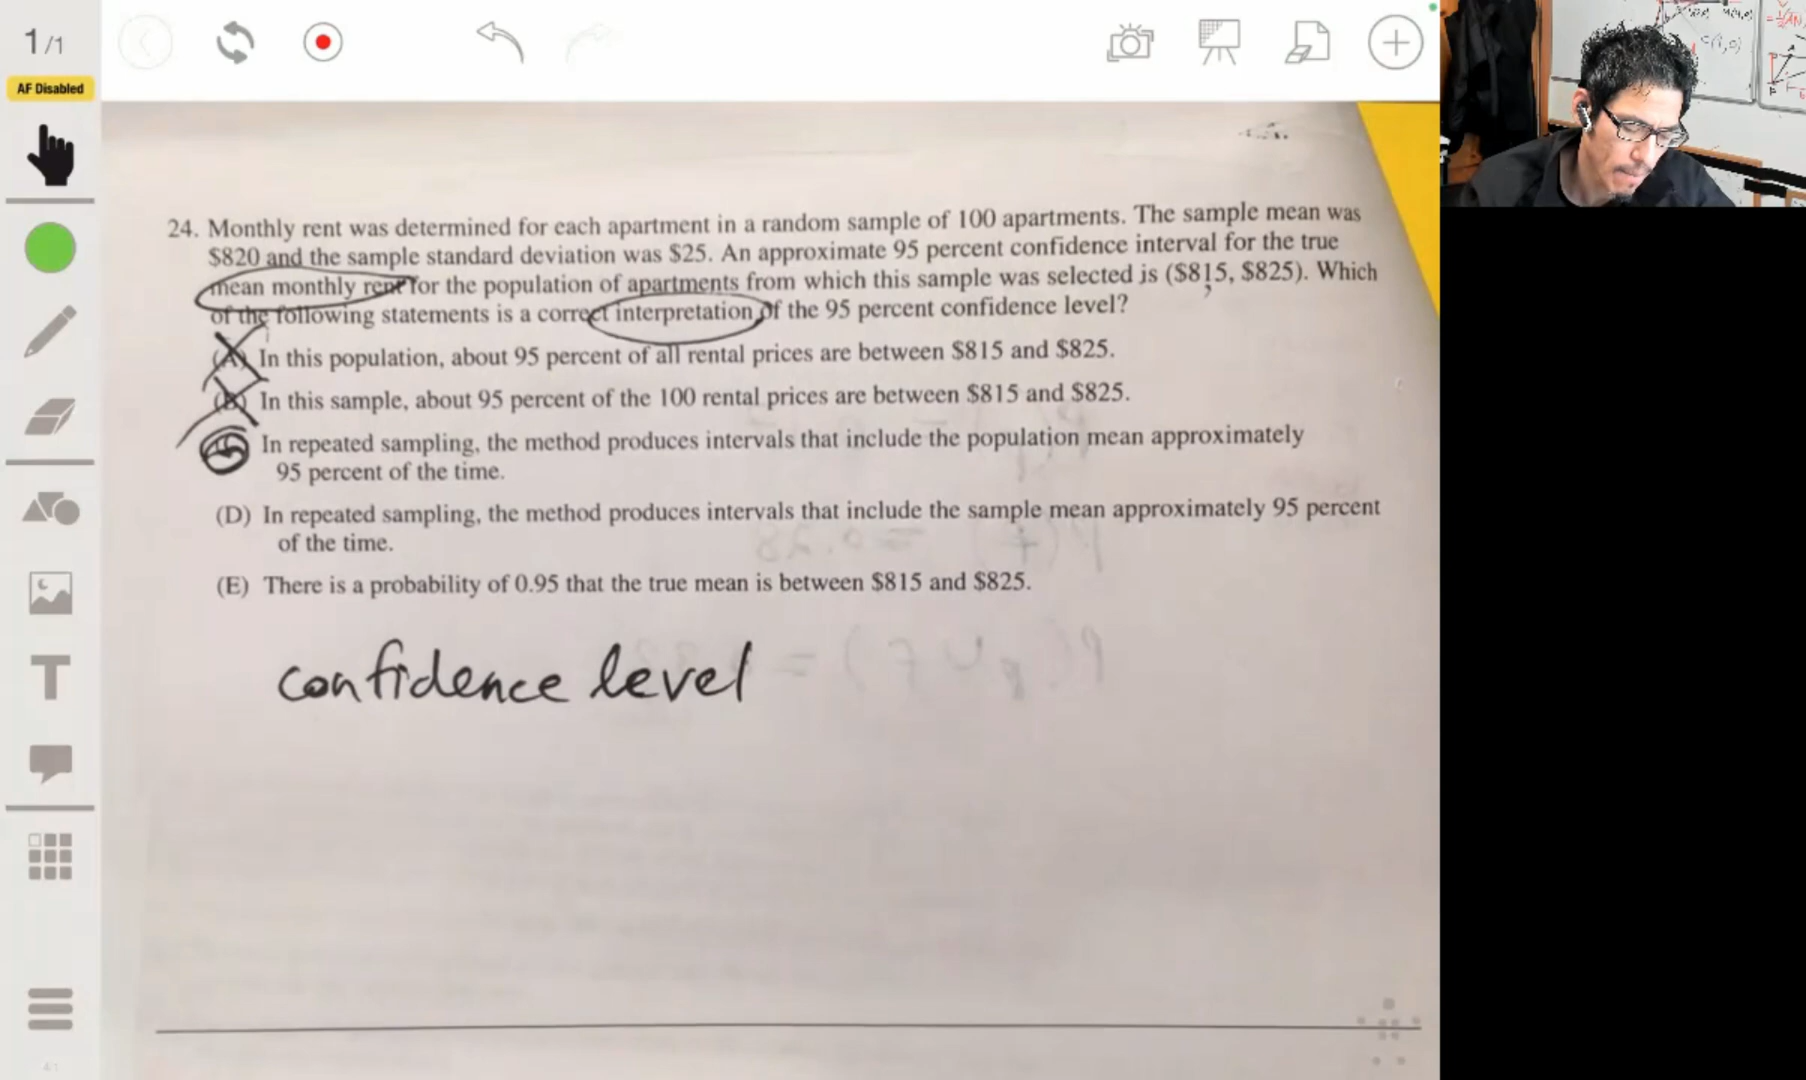 1/1
AF Disabled
24. Monthly rent was determined for each apartment in a random sample of 100 apartments. The sample mean was
$820 and the sample standard deviation was $25. An approximate 95 percent confidence interval for the true
mean monthly rent for the population of apartments from which this sample was selected is ($815, $825). Which
of the following statements is a correct interpretation of the 95 percent confidence level?
(A) In this population, about 95 percent of all rental prices are between $815 and $825.
(B) In this sample, about 95 percent of the 100 rental prices are between $815 and $825.
In repeated sampling, the method produces intervals that include the population mean approximately
95 percent of the time.
(D) In repeated sampling, the method produces intervals that include the sample mean approximately 95 percent
of the time.
(E) There is a probability of 0.95 that the true mean is between $815 and $825.
confidence level
T